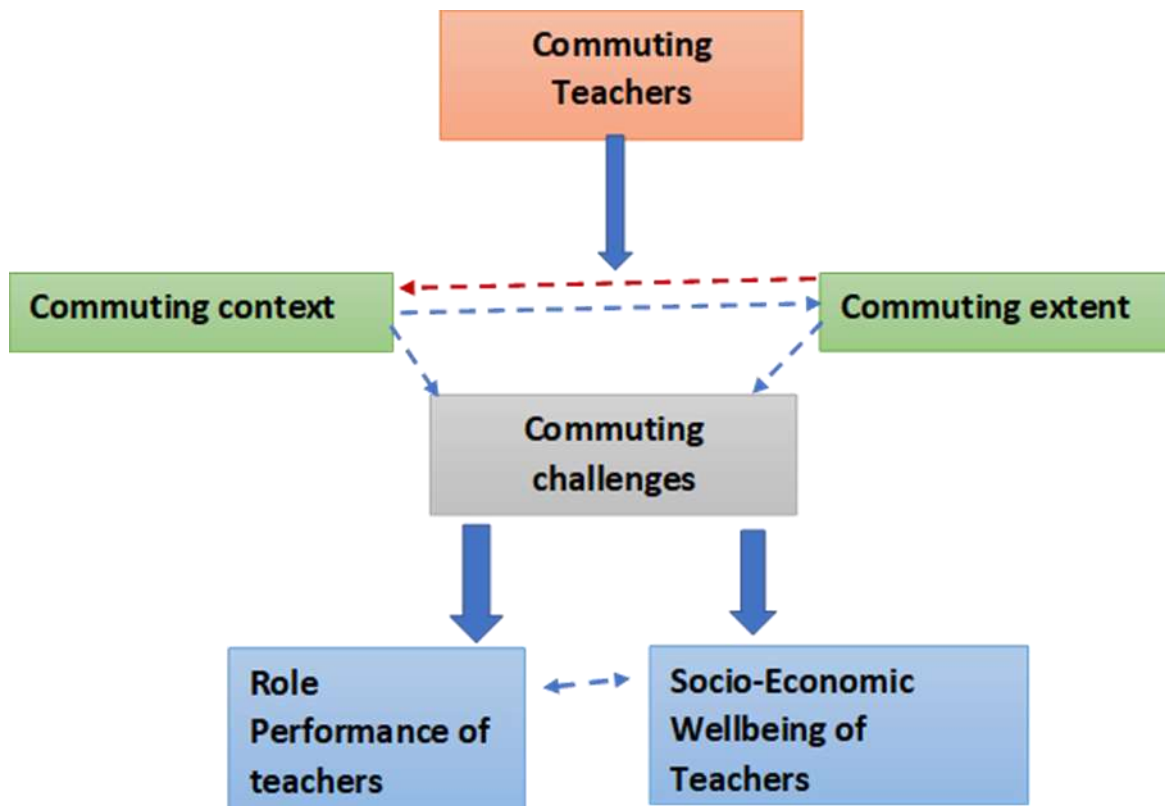 Commuting
Teachers
Commuting context
Commuting extent
Commuting
challenges
Role
Performance of
teachers
Socio-Economic
Wellbeing of
Teachers